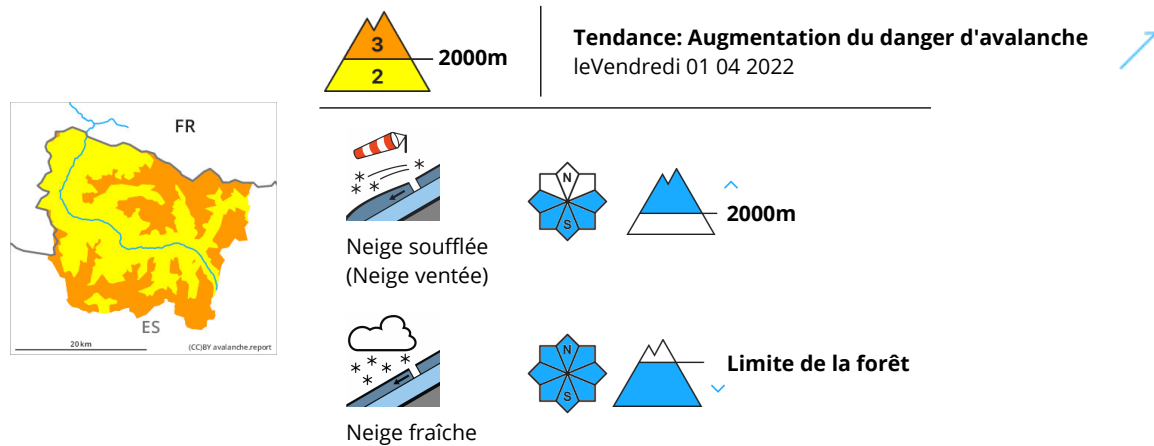 3
2
2000m
Tendance: Augmentation du danger d'avalanche
leVendredi 01 04 2022
FR
ES
20 km
(CC)BY avalanche.report
N
S
2000m
Neige soufflée
(Neige ventée)
N
S
Limite de la forêt
Neige fraîche